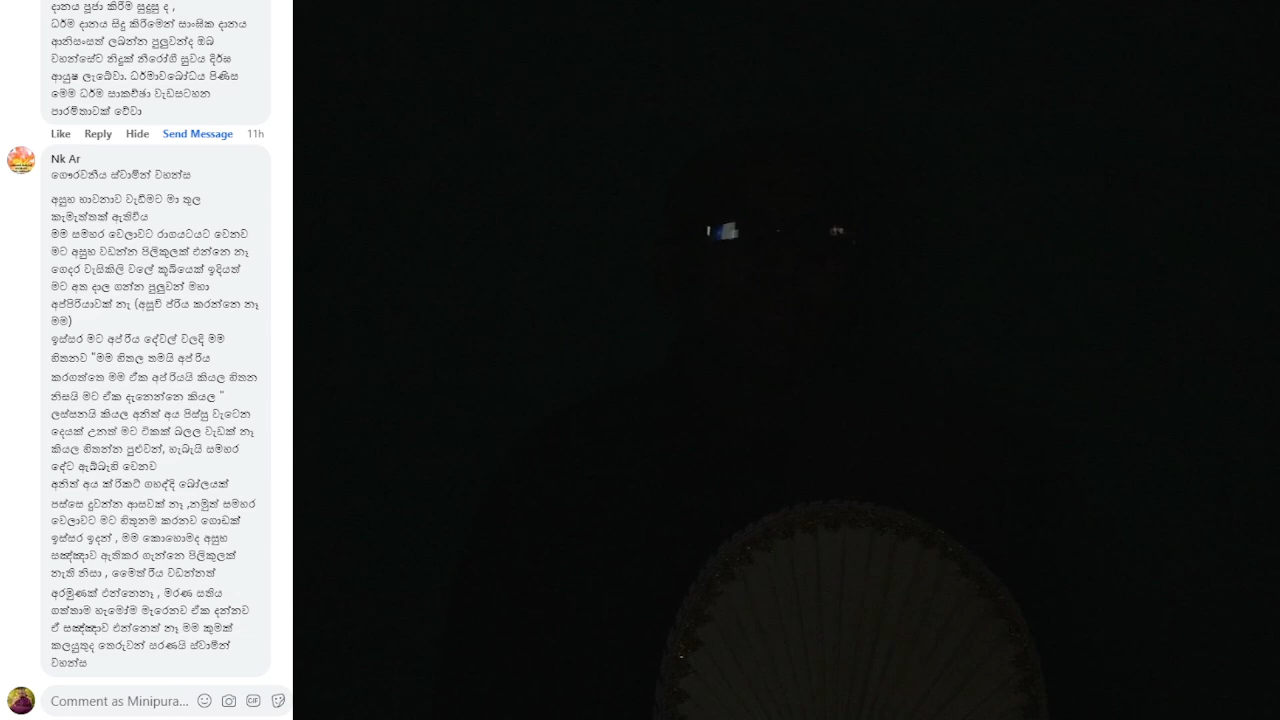 දානය පූජා කිරීම සුදුසු ද ,
ධර්ම දානය සිදු කිරීමෙන් සාංඝික දානය
ආනිසංසත් ලබන්න පුලුවන්ද ඔබ
වහන්සේට නිදුක් නීරෝගී සුවය දීර්ඝ
ආයුෂ ලැබේවා. ධර්මාවබෝධය පිණිස
මෙම ධර්ම සාකච්ඡා වැඩසටහන
පාරමිතාවක් වේවා
Like Reply Hide Send Message 11h
Nk Ar
ගෞරවනීය ස්වාමින් වහන්ස
අසුභ භාවනාව වැඩීමට මා තුල
කැමැත්තක් ඇතිවිය
මම සමහර වෙලාවට රාගයටයට වෙනව
මට අසුභ වඩන්න පිලිකුලක් එන්නෙ නෑ
ගෙදර වැසිකිලි වලේ කූඩියෙක් ඉදියත්
මට අත දාල ගන්න පුලුවන් මහා
අප්පිරියාවක් නැ (අසූචි ප්රිය කරන්නෙ නෑ
මම)
ඉස්සර මට අප්රීය දේවල් වලදි මම
හිතනව "මම හිතල තමයි අප්රීය
කරගත්තෙ මම ඒක අප්රියයි කියල හිතන
නිසයි මට ඒක දැනෙන්නෙ කියල "
ලස්සනයි කියල අනිත් අය පිස්සු වැටෙන
දෙයක් උනත් මට ටිකක් බලල වැඩක් නෑ
කියල හිතන්න පුළුවන්, හැබැයි සමහර
දේට ඇබ්බැහි වෙනව
අනිත් අය ක්රිකට් ගහද්දි බෝලයක්
පස්සෙ දුවන්න ආසවක් නෑ ,නමුත් සමහර
වෙලාවට මට හිතුනම කරනව ගොඩක්
ඉස්සර ඉදන් , මම කොහොමද අසුභ
සඤ්ඤාව ඇතිකර ගැන්නෙ පිලිකුලක්
නැති නිසා , මෛත්රීය වඩන්නත්
අරමුණක් එන්නෙනෑ , මරණ සතිය
ගත්තාම හැමෝම මැරෙනව ඒක දන්නව
ඒ සඤ්ඤාව එන්නෙත් නෑ මම කුමක්
කලයුතුද තෙරුවන් සරණයි ස්වාමීන්
වහන්ස
Comment as Minipura...
GIF